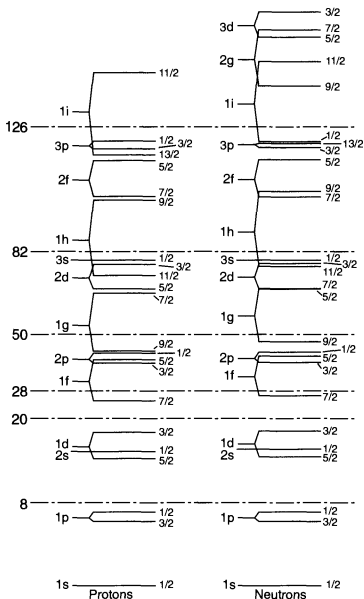 3/2
3d
7/2
5/2
2g
11/2
11/2
9/2
1i
1i
126
1/2
3/2
3p
13/2
5/2
1/2
13/2
3p
3/2
5/2
2f
2f
7/2
9/2
9/2
7/2
1h
1h
82
3s
1/2
3/2
2d
11/2
5/2
7/2
3s
1/2
3/2
2d
11/2
7/2
5/2
1g
1g
50
9/2
1/2
2p
5/2
3/2
1f
9/2
1/2
2p
5/2
3/2
1f
28
7/2
7/2
20
3/2
1d
1/2
2s
5/2
3/2
1d
1/2
2s
5/2
8
1/2
1p
3/2
1/2
1p
3/2
1s
1/2
1s
1/2
Protons
Neutrons